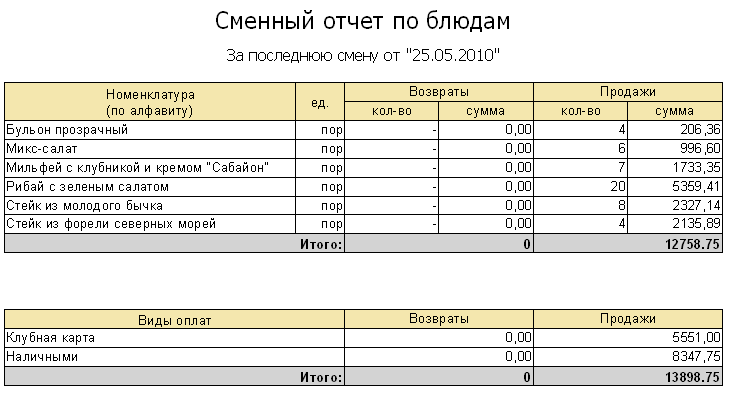 Сменный отчет по блюдам
За последнюю смену от "25.05.2010"
Номенклатура (по алфавиту) ед. Возвраты Продажи
кол-во сумма кол-во сумма
Бульон прозрачный пор - 0,00 4 206,36
Микс-салат пор - 0,00 6 996,60
Мильфей с клубникой и кремом "Сабайон" пор - 0,00 7 1733,35
Рибай с зеленым салатом пор - 0,00 20 5359,41
Стейк из молодого бычка пор - 0,00 8 2327,14
Стейк из форели северных морей пор - 0,00 4 2135,89
Итого: 0 12758.75
Виды оплат Возвраты Продажи
Клубная карта 0,00 5551,00
Наличными 0,00 8347,75
Итого: 0 13898.75